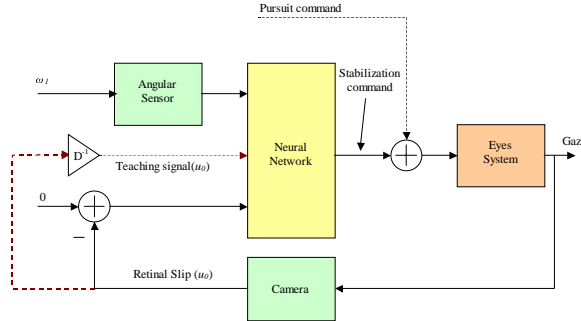 Pursuit command
ω1
Angular
Sensor
Stabilization
command
D-1
Teaching signal(u0)
Neural
Network
Eyes
System
Gaz
0
Retinal Slip (u0)
Camera